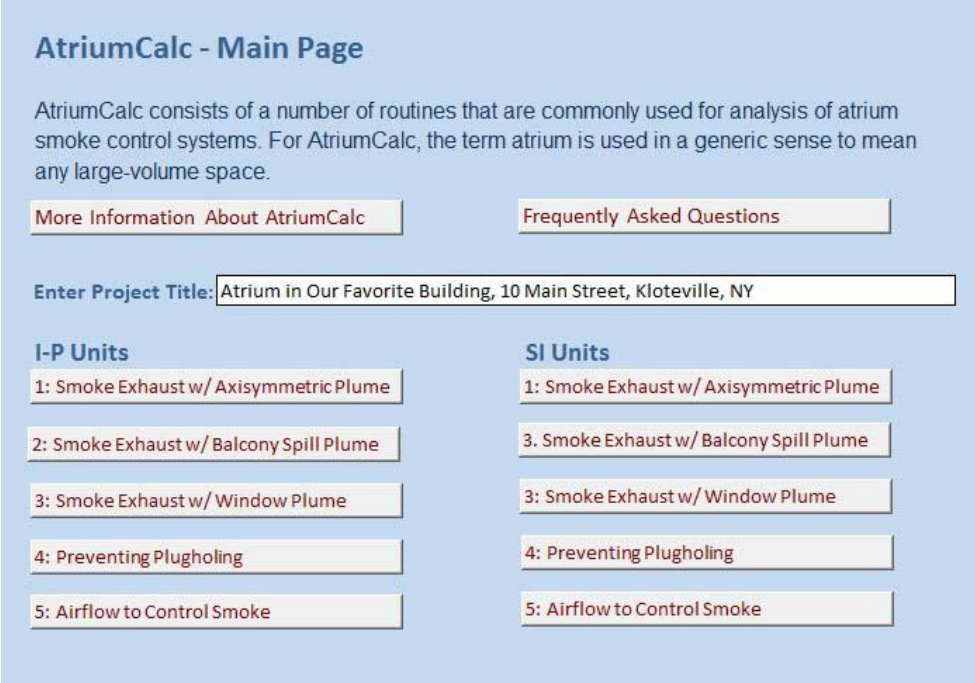 AtriumCalc - Main Page
AtriumCalc consists of a number of routines that are commonly used for analysis of atrium
smoke control systems. For AtriumCalc, the term atrium is used in a generic sense to mean
any large-volume space.
More Information About AtriumCalc
Frequently Asked Questions
Enter Project Title: Atrium in Our Favorite Building, 10 Main Street, Kloteville, NY
I-P Units
1: Smoke Exhaust w/ Axisymmetric Plume
2: Smoke Exhaust w/ Balcony Spill Plume
3: Smoke Exhaust w/ Window Plume
4: Preventing Plugholing
5: Airflow to Control Smoke
SI Units
1: Smoke Exhaust w/ Axisymmetric Plume
3. Smoke Exhaust w/ Balcony Spill Plume
3: Smoke Exhaust w/ Window Plume
4: Preventing Plugholing
5: Airflow to Control Smoke